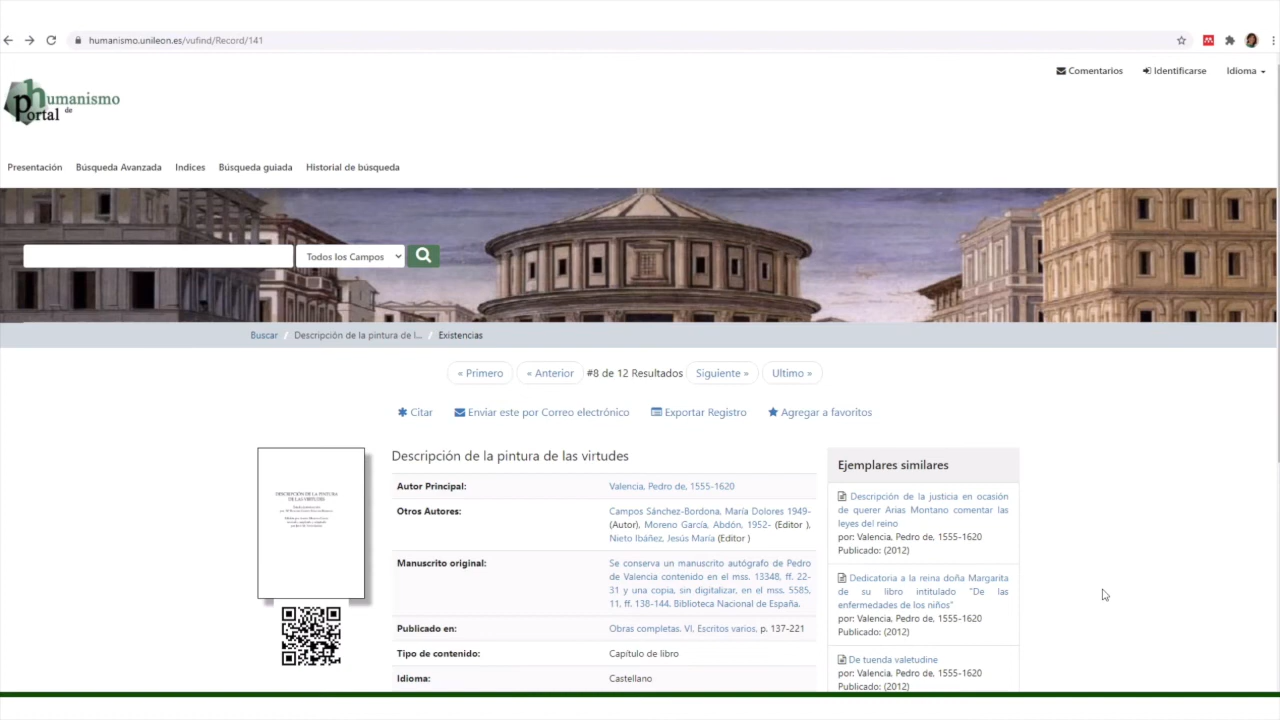 humanismo.unileon.es/vufind/Record/141
Comentarios Identificarse Idioma
Portal de humanismo
Presentación Búsqueda Avanzada Indices Búsqueda guiada Historial de búsqueda
Todos los Campos
Buscar / Descripción de la pintura de l... / Existencias
« Primero « Anterior #8 de 12 Resultados Siguiente » Ultimo »
Citar Enviar este por Correo electrónico Exportar Registro Agregar a favoritos
DESCRIPCIÓN DE LA PINTURA
DE LAS VIRTUDES
Descripción de la pintura de las virtudes
Autor Principal: Valencia, Pedro de, 1555-1620
Otros Autores: Campos Sánchez-Bordona, María Dolores 1949-
(Autor), Moreno García, Abdón, 1952- (Editor ),
Nieto Ibáñez, Jesús María (Editor )
Manuscrito original: Se conserva un manuscrito autógrafo de Pedro
de Valencia contenido en el mss. 13348, ff. 22-
31 y una copia, sin digitalizar, en el mss. 5585,
11, ff. 138-144, Biblioteca Nacional de España.
Publicado en: Obras completas. VI, Escritos varios, p. 137-221
Tipo de contenido: Capítulo de libro
Idioma: Castellano
Ejemplares similares
Descripción de la justicia en ocasión
de querer Arias Montano comentar las
leyes del reino
por: Valencia, Pedro de, 1555-1620
Publicado: (2012)
Dedicatoria a la reina doña Margarita
de su libro intitulado "De las
enfermedades de los niños"
por: Valencia, Pedro de, 1555-1620
Publicado: (2012)
De tuenda valetudine
por: Valencia, Pedro de, 1555-1620
Publicado: (2012)